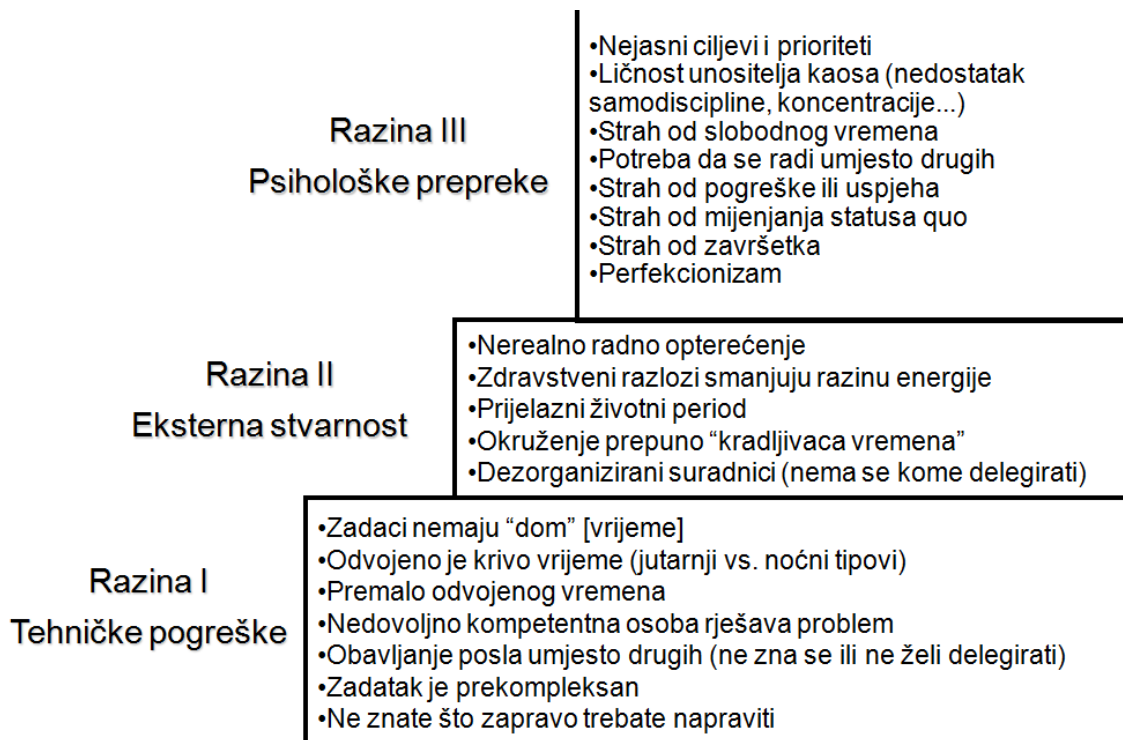 •Nejasni ciljevi i prioriteti
•Ličnost unositelja kaosa (nedostatak
samodiscipline, koncentracije...)
•Strah od slobodnog vremena
•Potreba da se radi umjesto drugih
•Strah od pogreške ili uspjeha
•Strah od mijenjanja statusa quo
•Strah od završetka
•Perfekcionizam
Razina III
Psihološke prepreke
•Nerealno radno opterećenje
•Zdravstveni razlozi smanjuju razinu energije
•Prijelazni životni period
•Okruženje prepuno “kradljivaca vremena”
•Dezorganizirani suradnici (nema se kome delegirati)
Razina II
Eksterna stvarnost
•Zadaci nemaju “dom” [vrijeme]
•Odvojeno je krivo vrijeme (jutarnji vs. noćni tipovi)
•Premalo odvojenog vremena
•Nedovoljno kompetentna osoba rješava problem
•Obavljanje posla umjesto drugih (ne zna se ili ne želi delegirati)
•Zadatak je prekompleksan
•Ne znate što zapravo trebate napraviti
Razina I
Tehničke pogreške